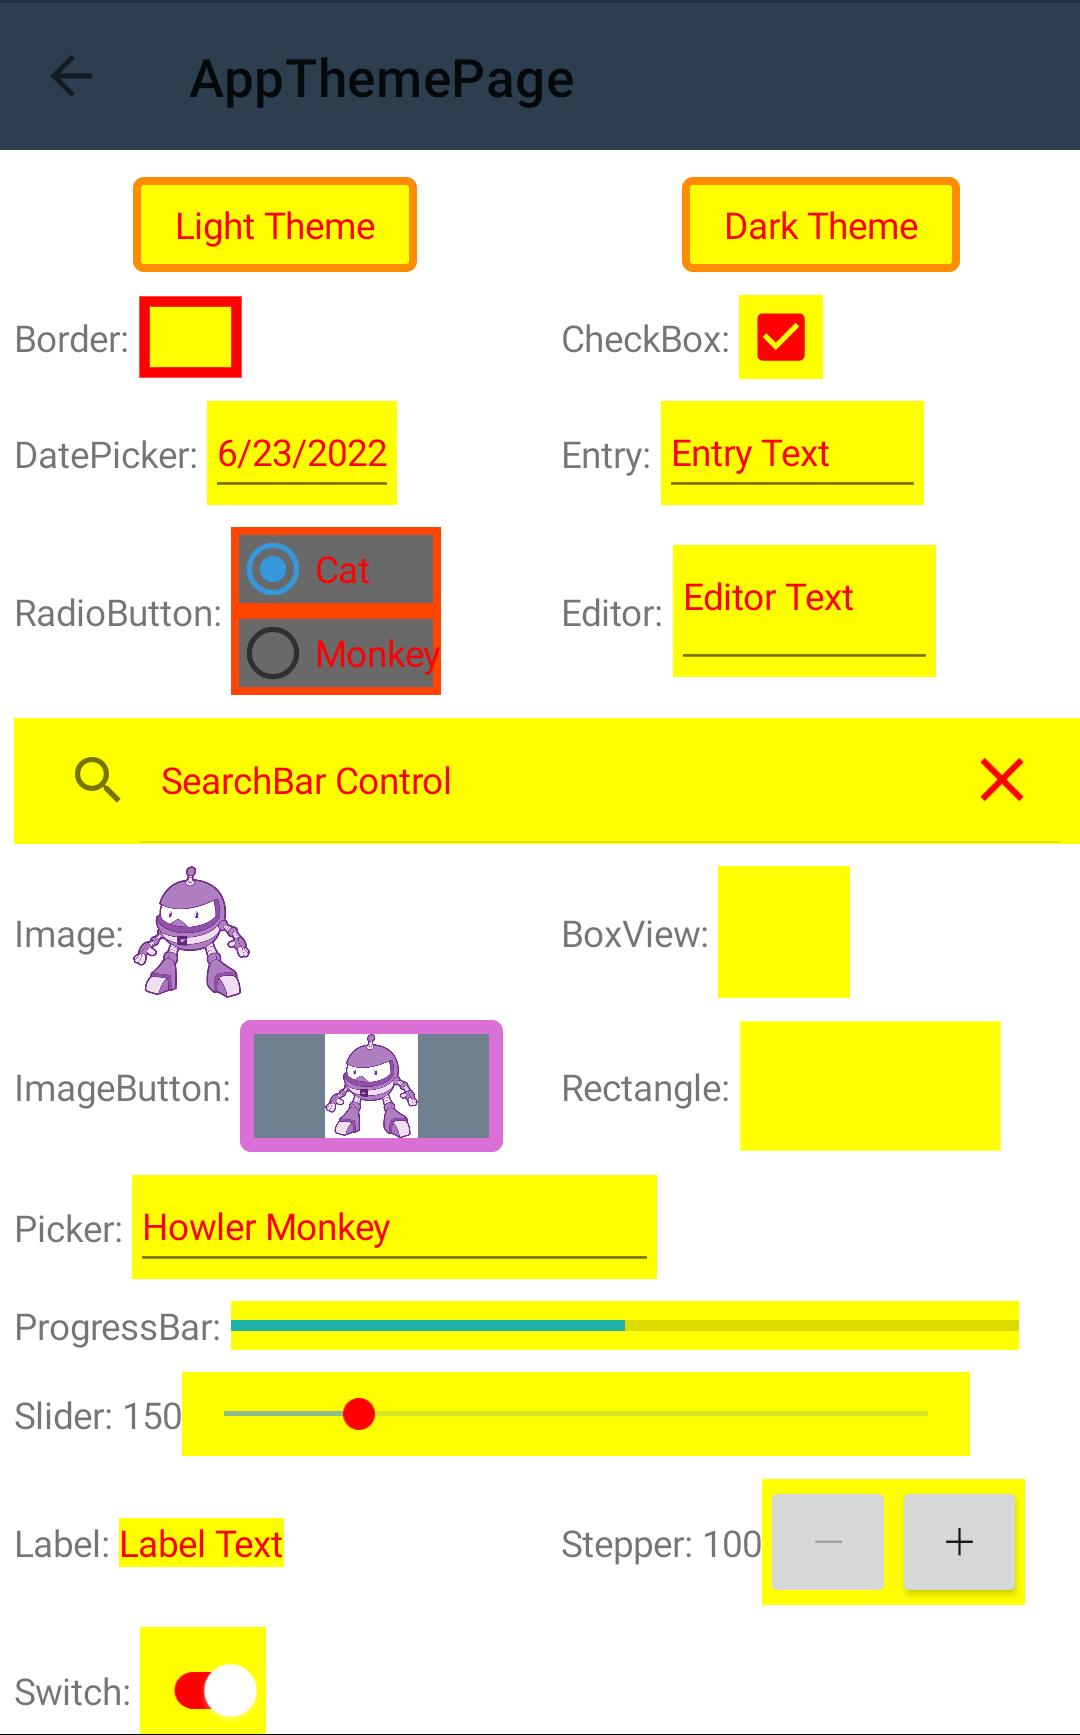 AppThemePage
Light Theme Dark Theme
Border: CheckBox:
DatePicker: 6/23/2022 Entry: Entry Text
Cat
RadioButton: Editor: Editor Text
Monkey
SearchBar Control
Image: BoxView:
ImageButton: Rectangle:
Picker: Howler Monkey
ProgressBar:
Slider: 150
Label: Label Text Stepper: 100 − +
Switch: